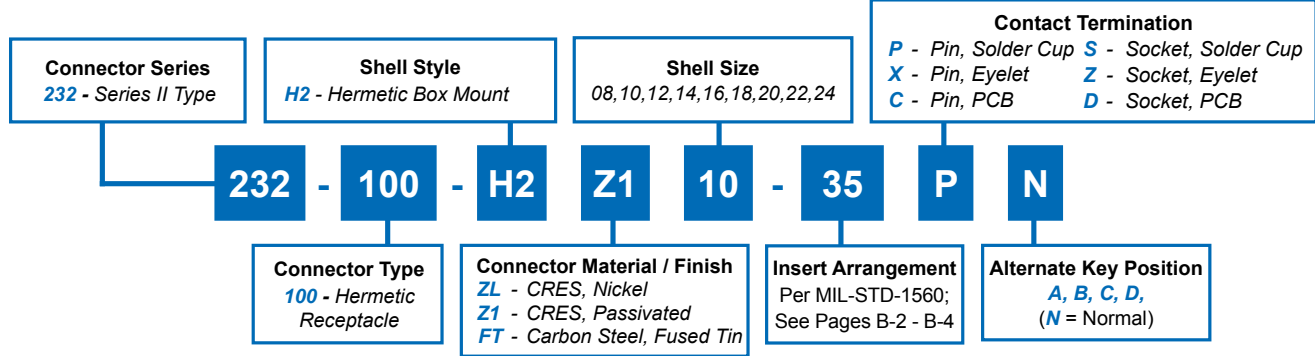 Contact Termination
P - Pin, Solder Cup S - Socket, Solder Cup
X - Pin, Eyelet Z - Socket, Eyelet
C - Pin, PCB D - Socket, PCB
Connector Series
232 - Series II Type
Shell Style
H2 - Hermetic Box Mount
Shell Size
08,10,12,14,16,18,20,22,24
232 - 100 - H2 Z1 10 - 35 P N
Connector Type
100 - Hermetic
Receptacle
Connector Material / Finish
ZL - CRES, Nickel
Z1 - CRES, Passivated
FT - Carbon Steel, Fused Tin
Insert Arrangement
Per MIL-STD-1560;
See Pages B-2 - B-4
Alternate Key Position
A, B, C, D,
(N = Normal)